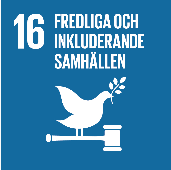 16 FREDLIGA OCH
INKLUDERANDE
SAMHÄLLEN